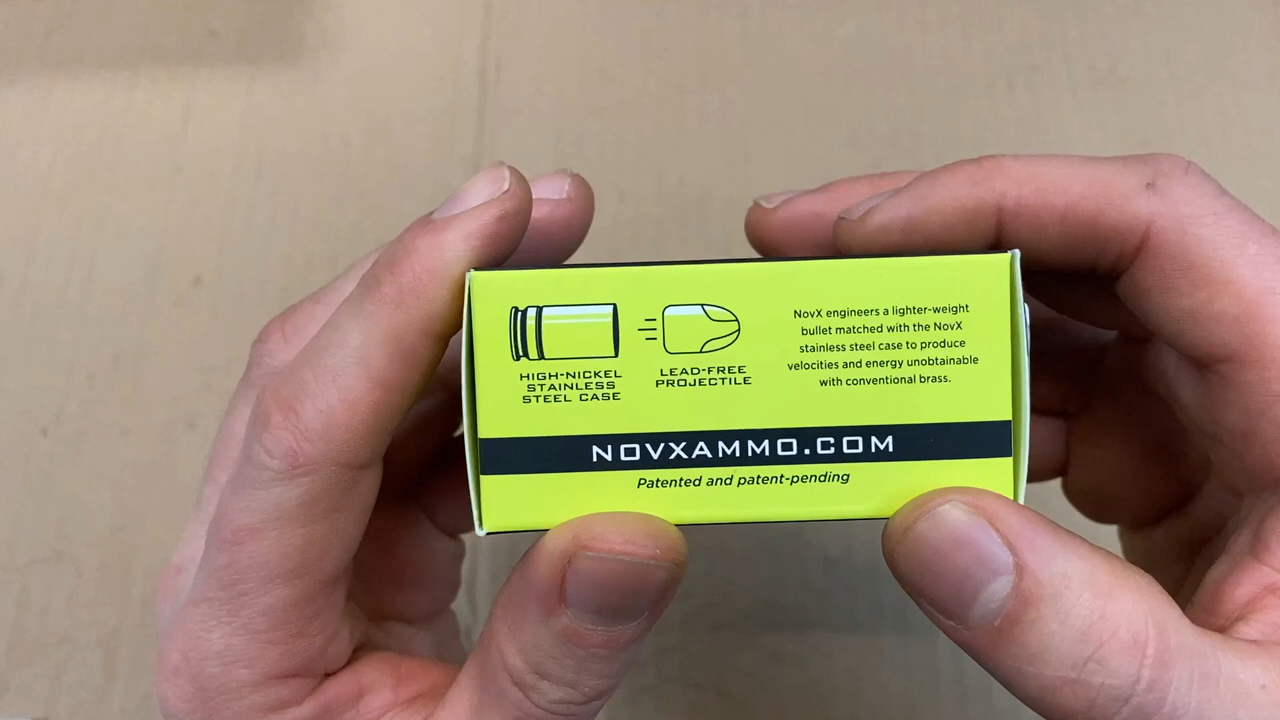 HIGH-NICKEL
STAINLESS
STEEL CASE
LEAD-FREE
PROJECTILE
NovX engineers a lighter-weight
bullet matched with the NovX
stainless steel case to produce
velocities and energy unobtainable
with conventional brass.
NOVXAMMO.COM
Patented and patent-pending